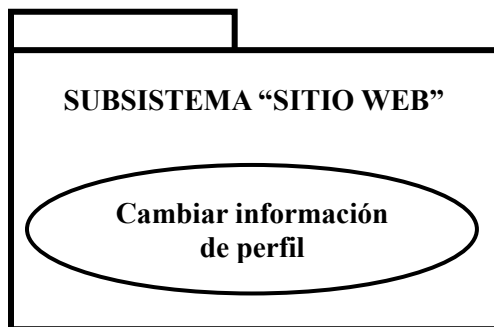 SUBSISTEMA “SITIO WEB”
Cambiar información
de perfil